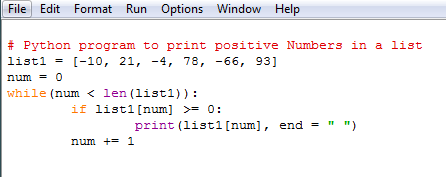 File Edit Format Run Options Window Help
# Python program to print positive Numbers in a list
list1 = [-10, 21, -4, 78, -66, 93]
num = 0
while(num < len(list1)):
        if list1[num] >= 0:
                print(list1[num], end = " ")
        num += 1